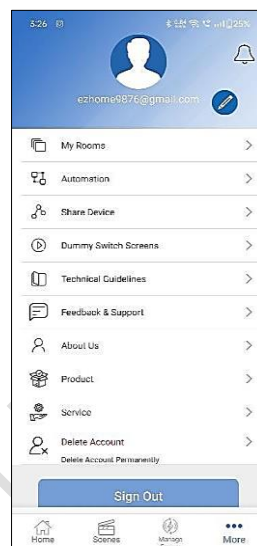 3:26 25%
ezhome9876@gmail.com
My Rooms
Automation
Share Device
Dummy Switch Screens
Technical Guidelines
Feedback & Support
About Us
Product
Service
Delete Account
Delete Account Permanently
Sign Out
Home Scenes Manage More